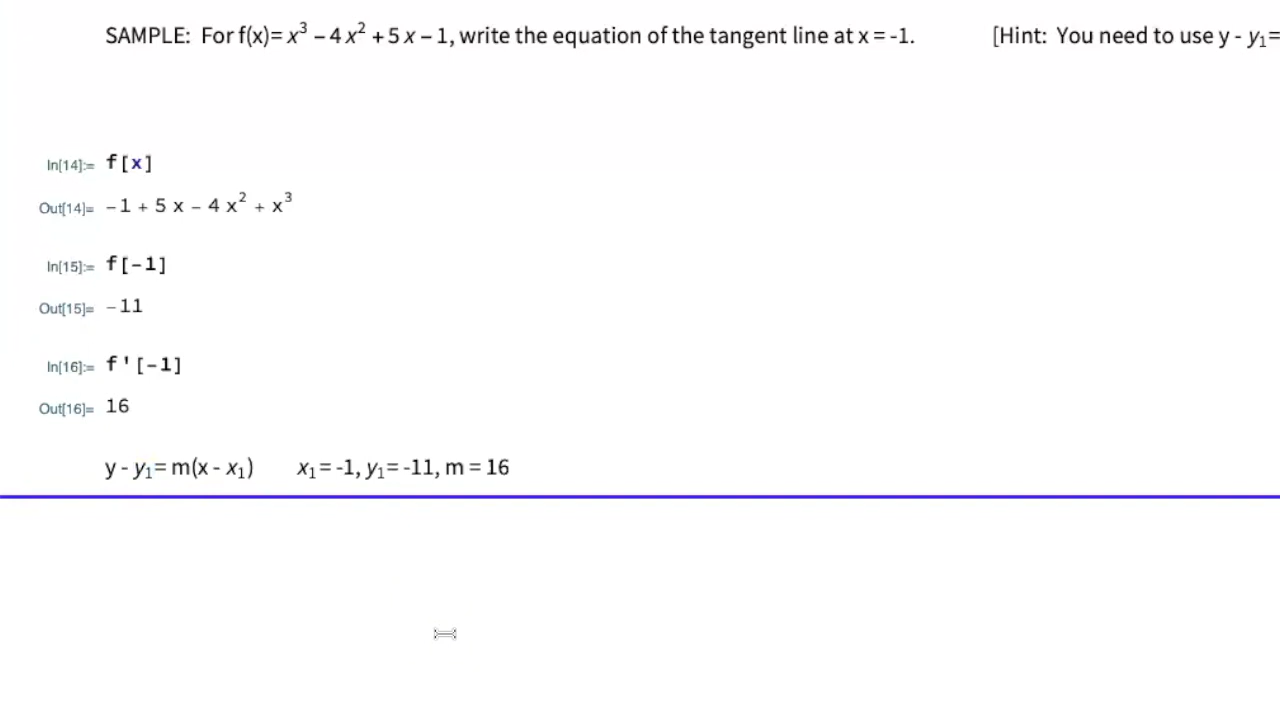 SAMPLE: For f(x)= x³ – 4 x² + 5 x – 1, write the equation of the tangent line at x = -1. [Hint: You need to use y - y₁=
In[14]:= f[x]
Out[14]= -1 + 5 x - 4 x² + x³
In[15]:= f[-1]
Out[15]= -11
In[16]:= f'[-1]
Out[16]= 16
y - y₁= m(x - x₁) x₁= -1, y₁= -11, m = 16